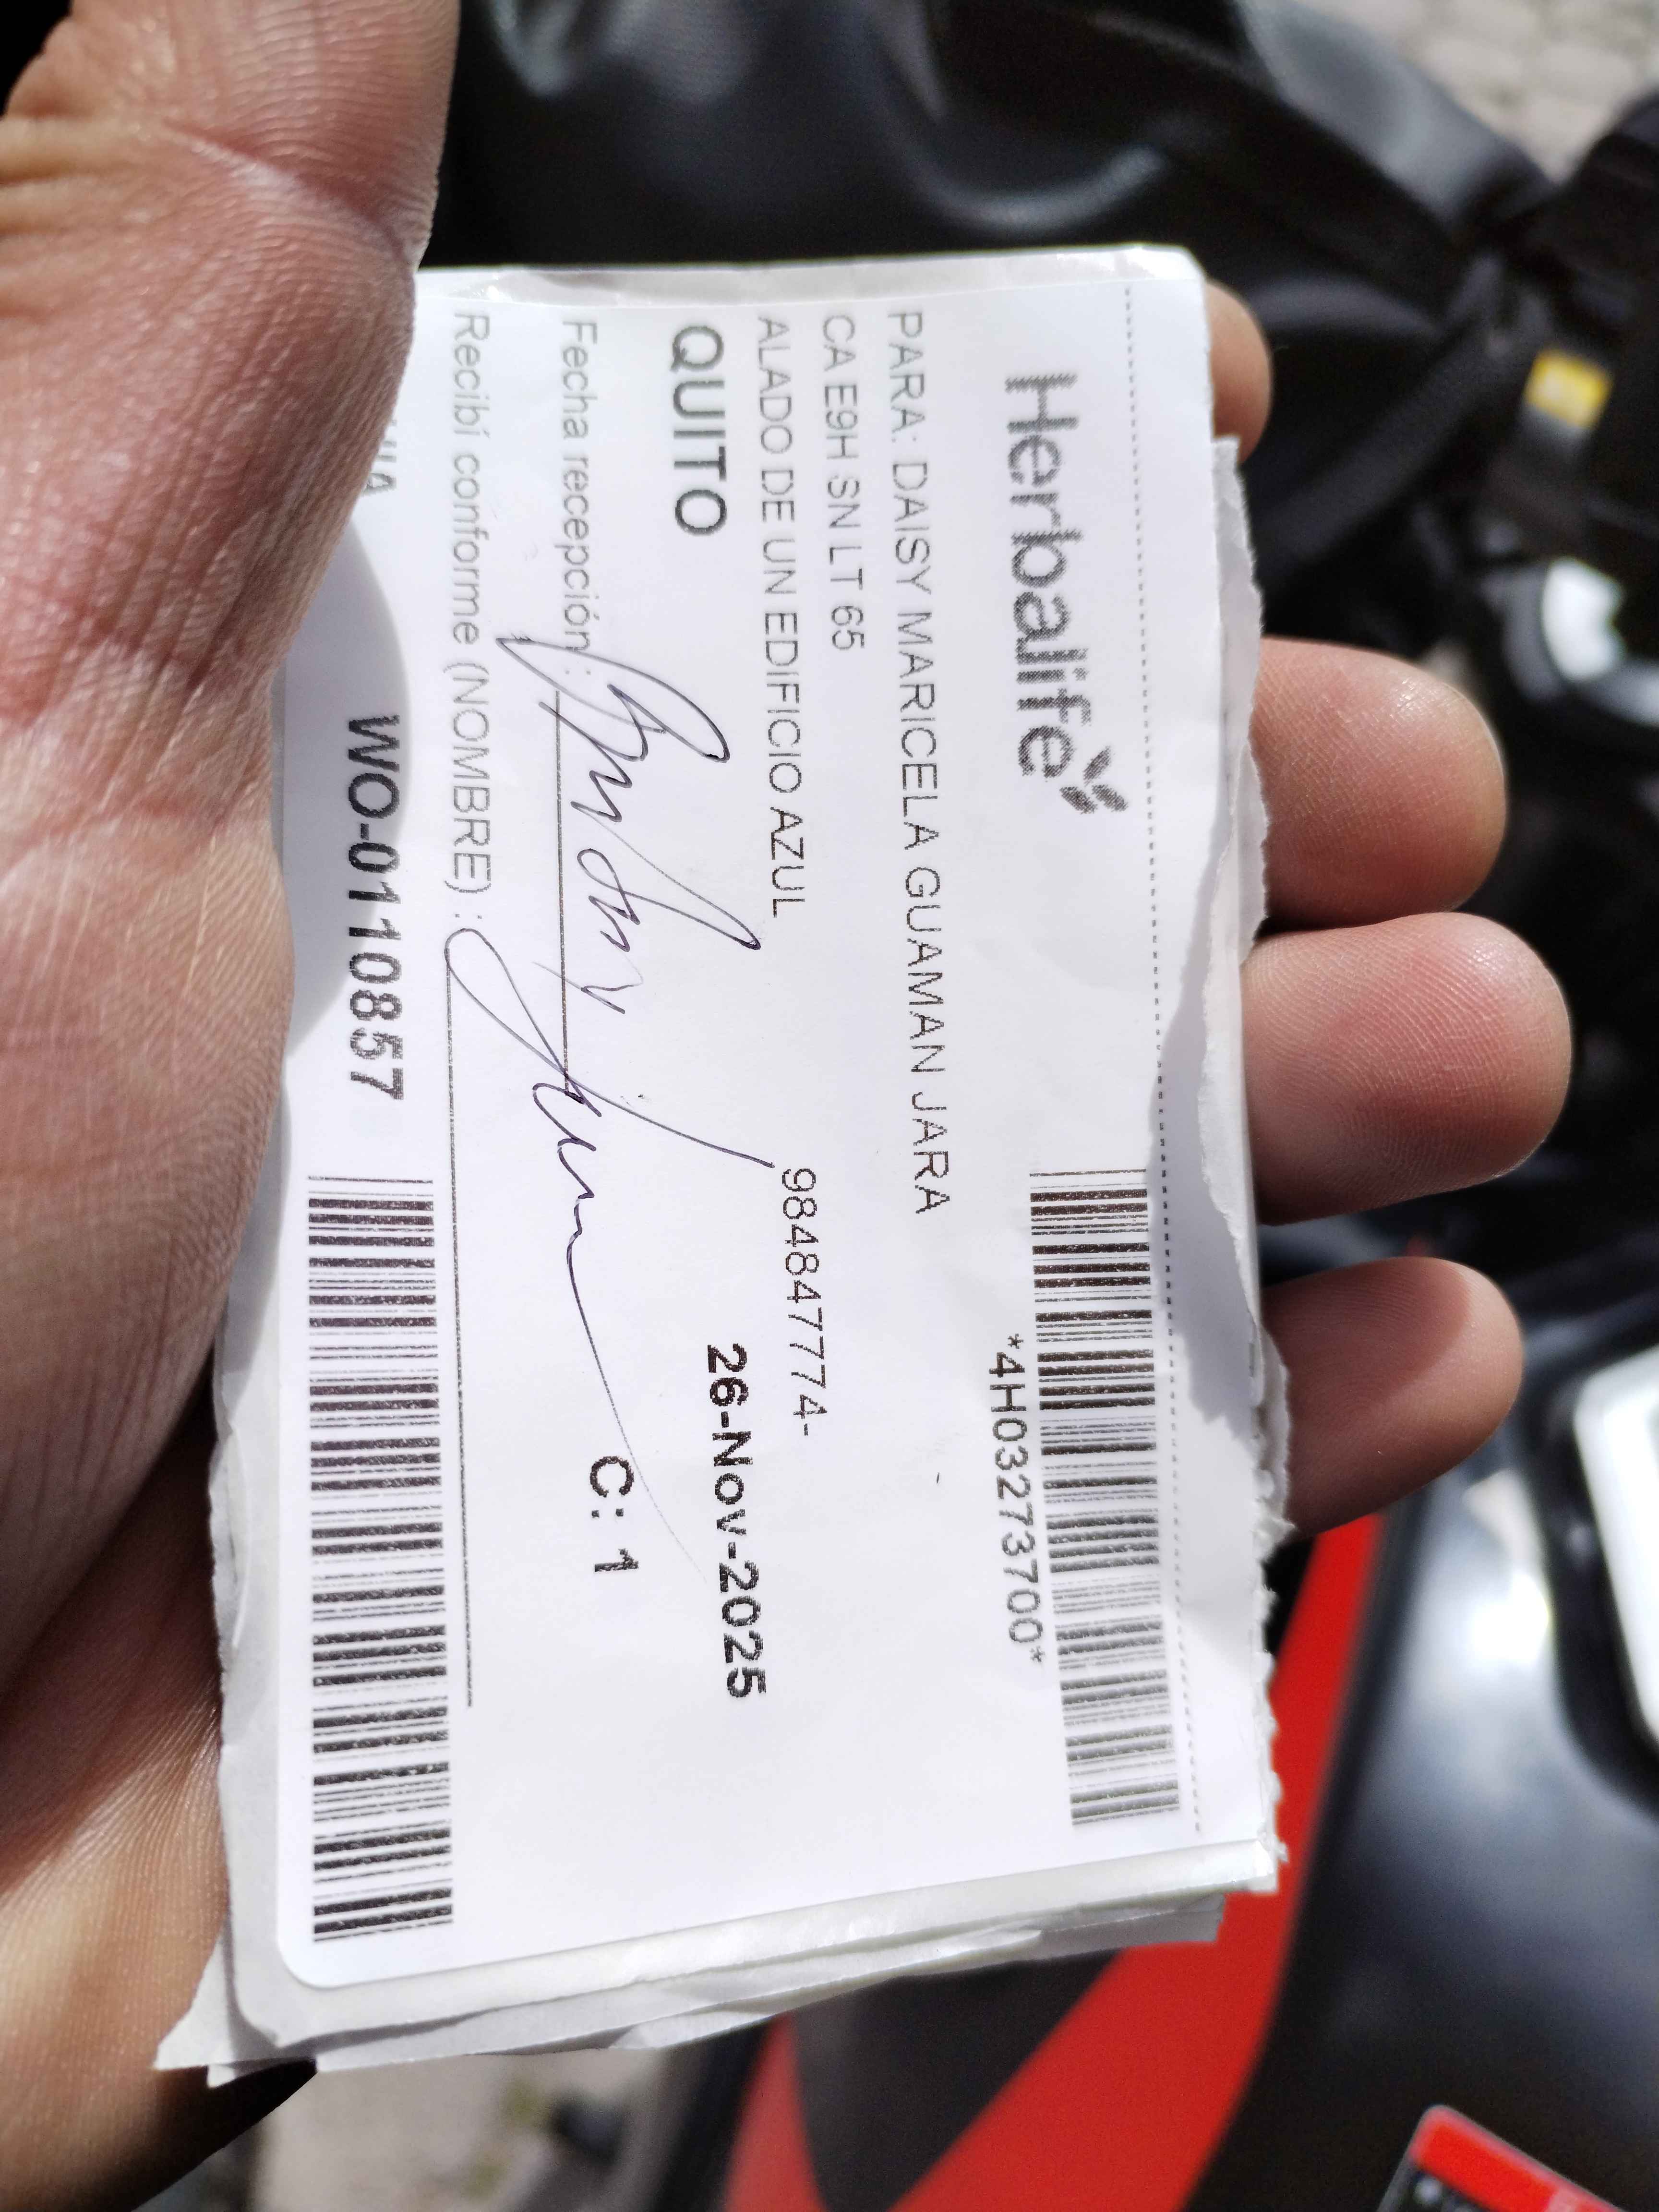 Herbalife
*4H03273700*
PARA: DAISY MARICELA GUAMAN JARA
CA E9H SN LT 65
ALADO DE UN EDIFICIO AZUL 984847774-
QUITO 26-Nov-2025
Fecha recepción:
C: 1
Recibí conforme (NOMBRE) :
WO-0110857